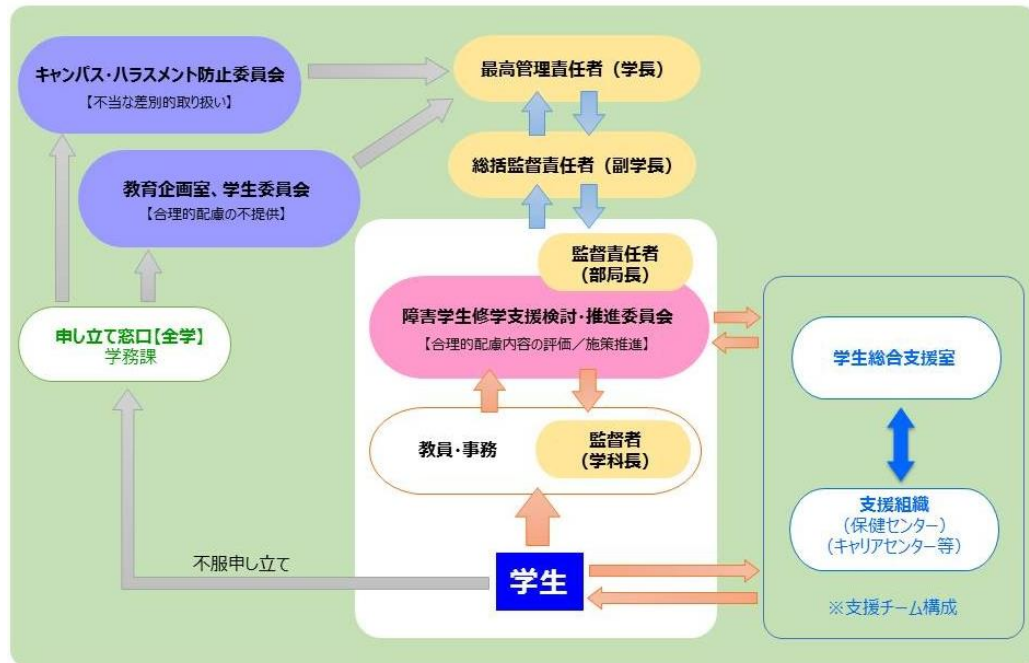 キャンパス・ハラスメント防止委員会
【不当な差別的取り扱い】
最高管理責任者（学長）
教育企画室、学生委員会
【合理的配慮の不提供】
総括監督責任者（副学長）
監督責任者
（部局長）
障害学生修学支援検討・推進委員会
【合理的配慮内容の評価／施策推進】
申し立て窓口【全学】
学務課
学生総合支援室
教員・事務
監督者
（学科長）
支援組織
（保健センター）
（キャリアセンター等）
不服申し立て
学生
※支援チーム構成